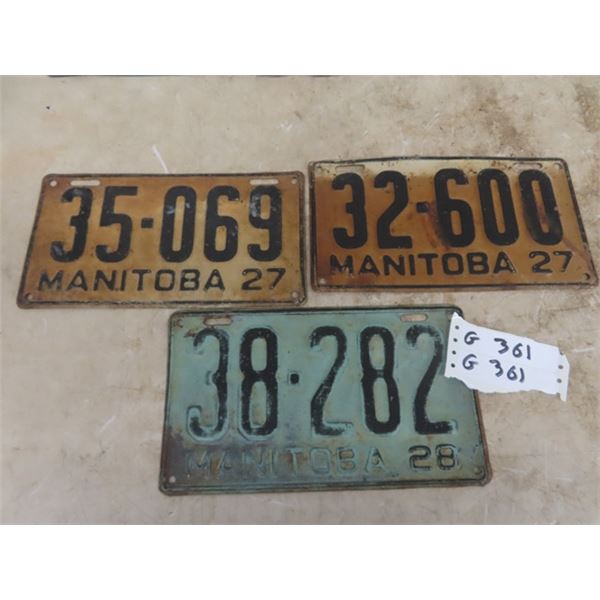 35-069
MANITOBA 27
32-600
MANITOBA 27
38·282
MANITOBA 28
G 361
G 361